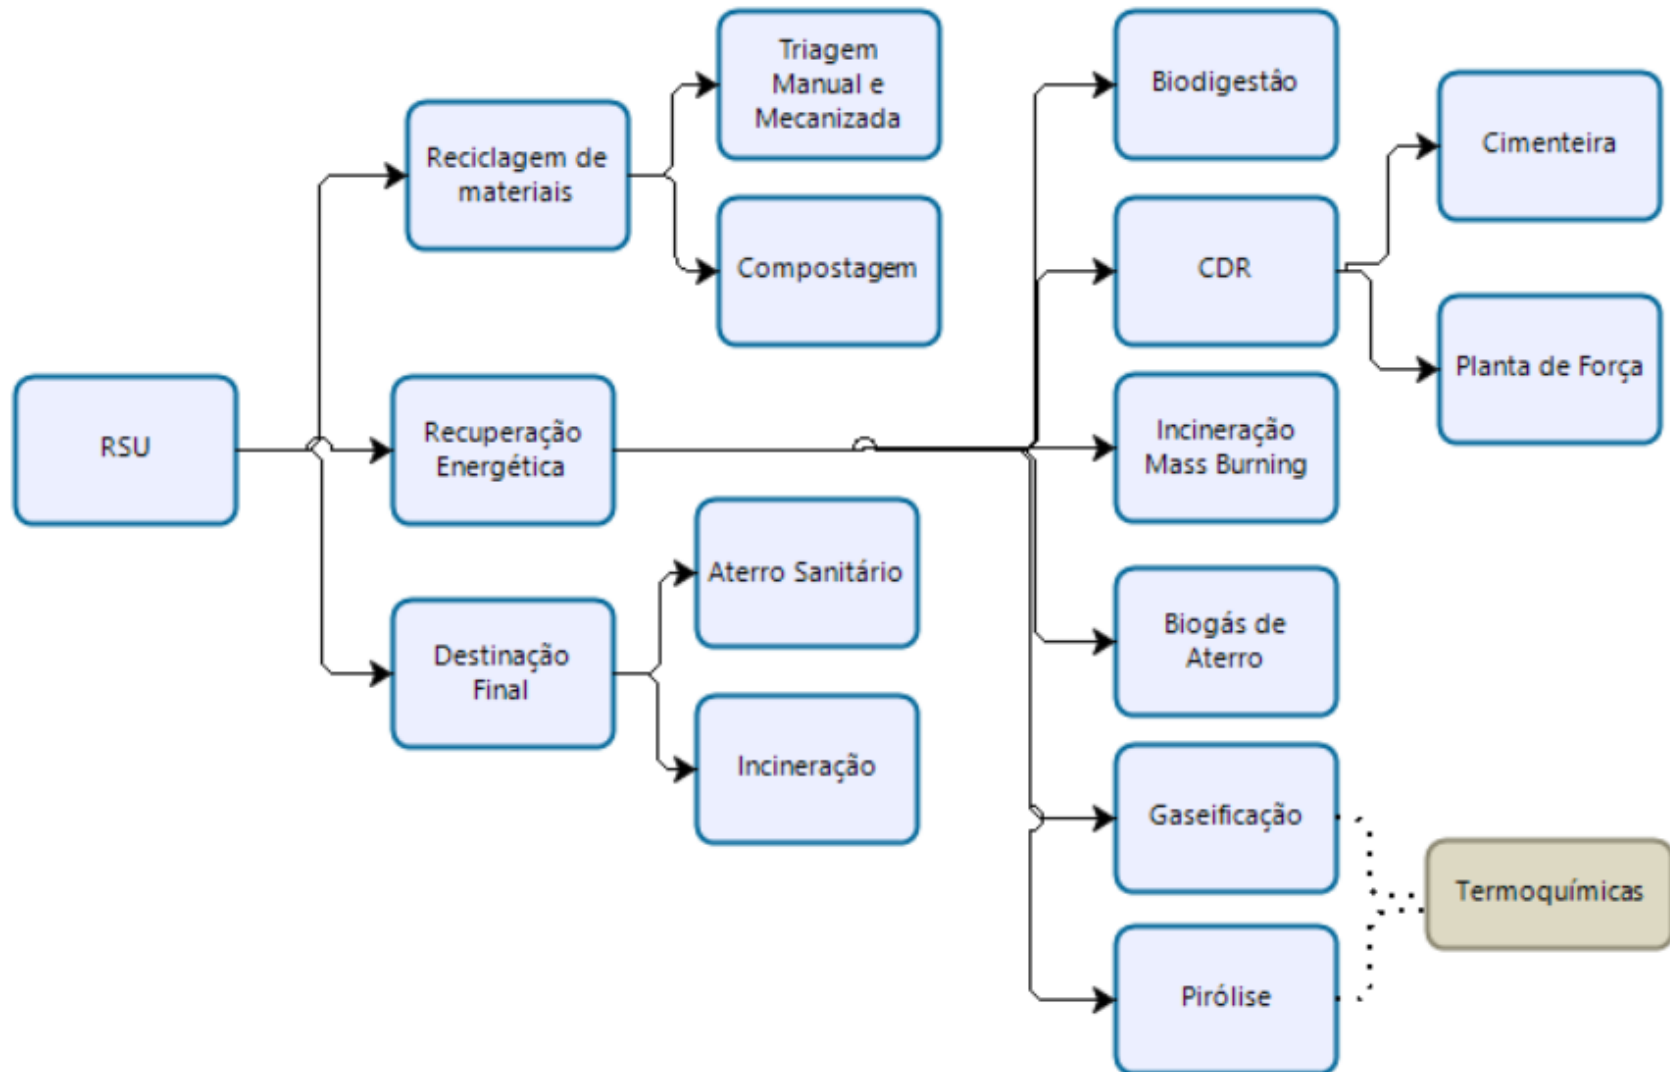 Triagem
Manual e
Mecanizada
Biodigestâo
Cimenteira
Reciclagem de
materiais
Compostagem
CDR
Planta de Força
RSU
Recuperação
Energética
Incineração
Mass Burning
Aterro Sanitário
Destinação
Final
Biogás de
Aterro
Incineração
Gaseificação
Termoquímicas
Pirólise